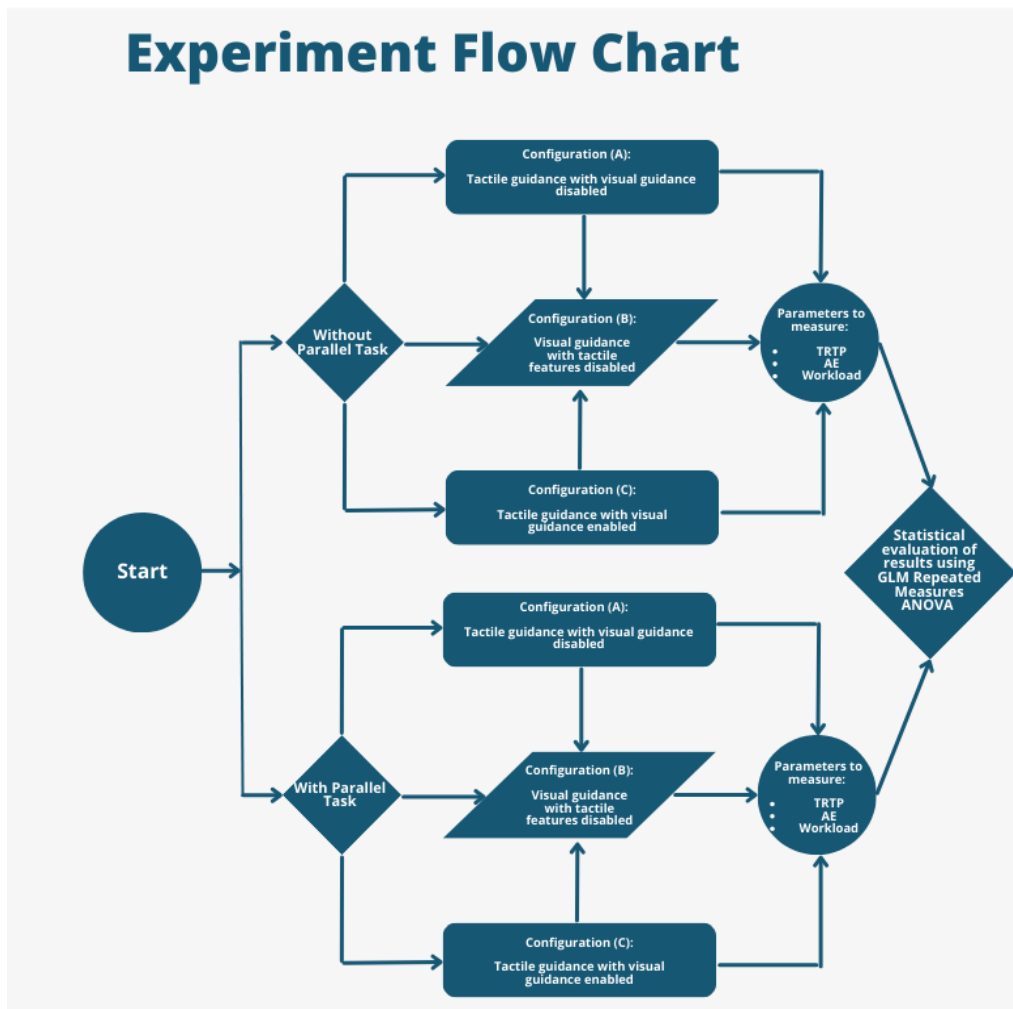 Experiment Flow Chart
Configuration (A):
Tactile guidance with visual guidance
disabled
Without
Parallel Task
Configuration (B):
Visual guidance
with tactile
features disabled
Parameters to
measure:
• TRTP
• AE
• Workload
Configuration (C):
Tactile guidance with visual
guidance enabled
Start
Statistical
evaluation of
results using
GLM Repeated
Measures
ANOVA
Configuration (A):
Tactile guidance with visual guidance
disabled
With Parallel
Task
Configuration (B):
Visual guidance
with tactile
features disabled
Parameters to
measure:
• TRTP
• AE
• Workload
Configuration (C):
Tactile guidance with visual
guidance enabled